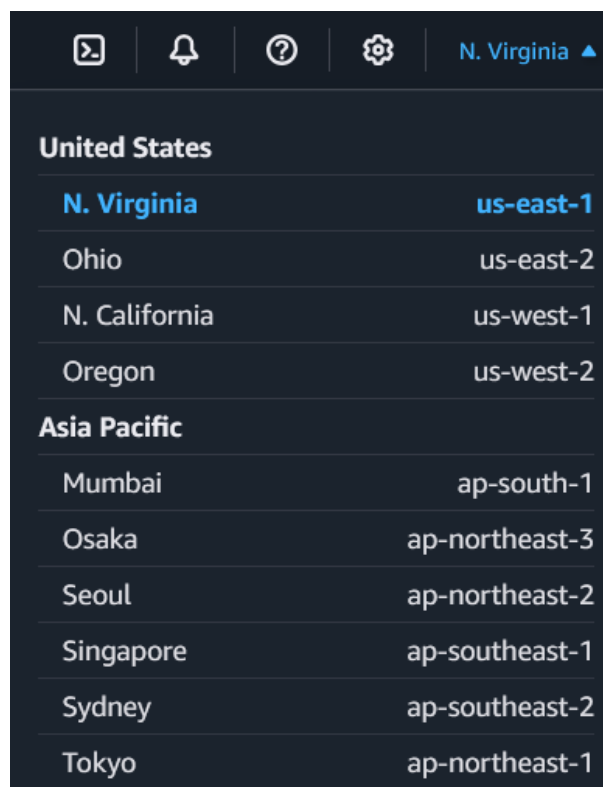 N. Virginia ▲
United States
N. Virginia us-east-1
Ohio us-east-2
N. California us-west-1
Oregon us-west-2
Asia Pacific
Mumbai ap-south-1
Osaka ap-northeast-3
Seoul ap-northeast-2
Singapore ap-southeast-1
Sydney ap-southeast-2
Tokyo ap-northeast-1